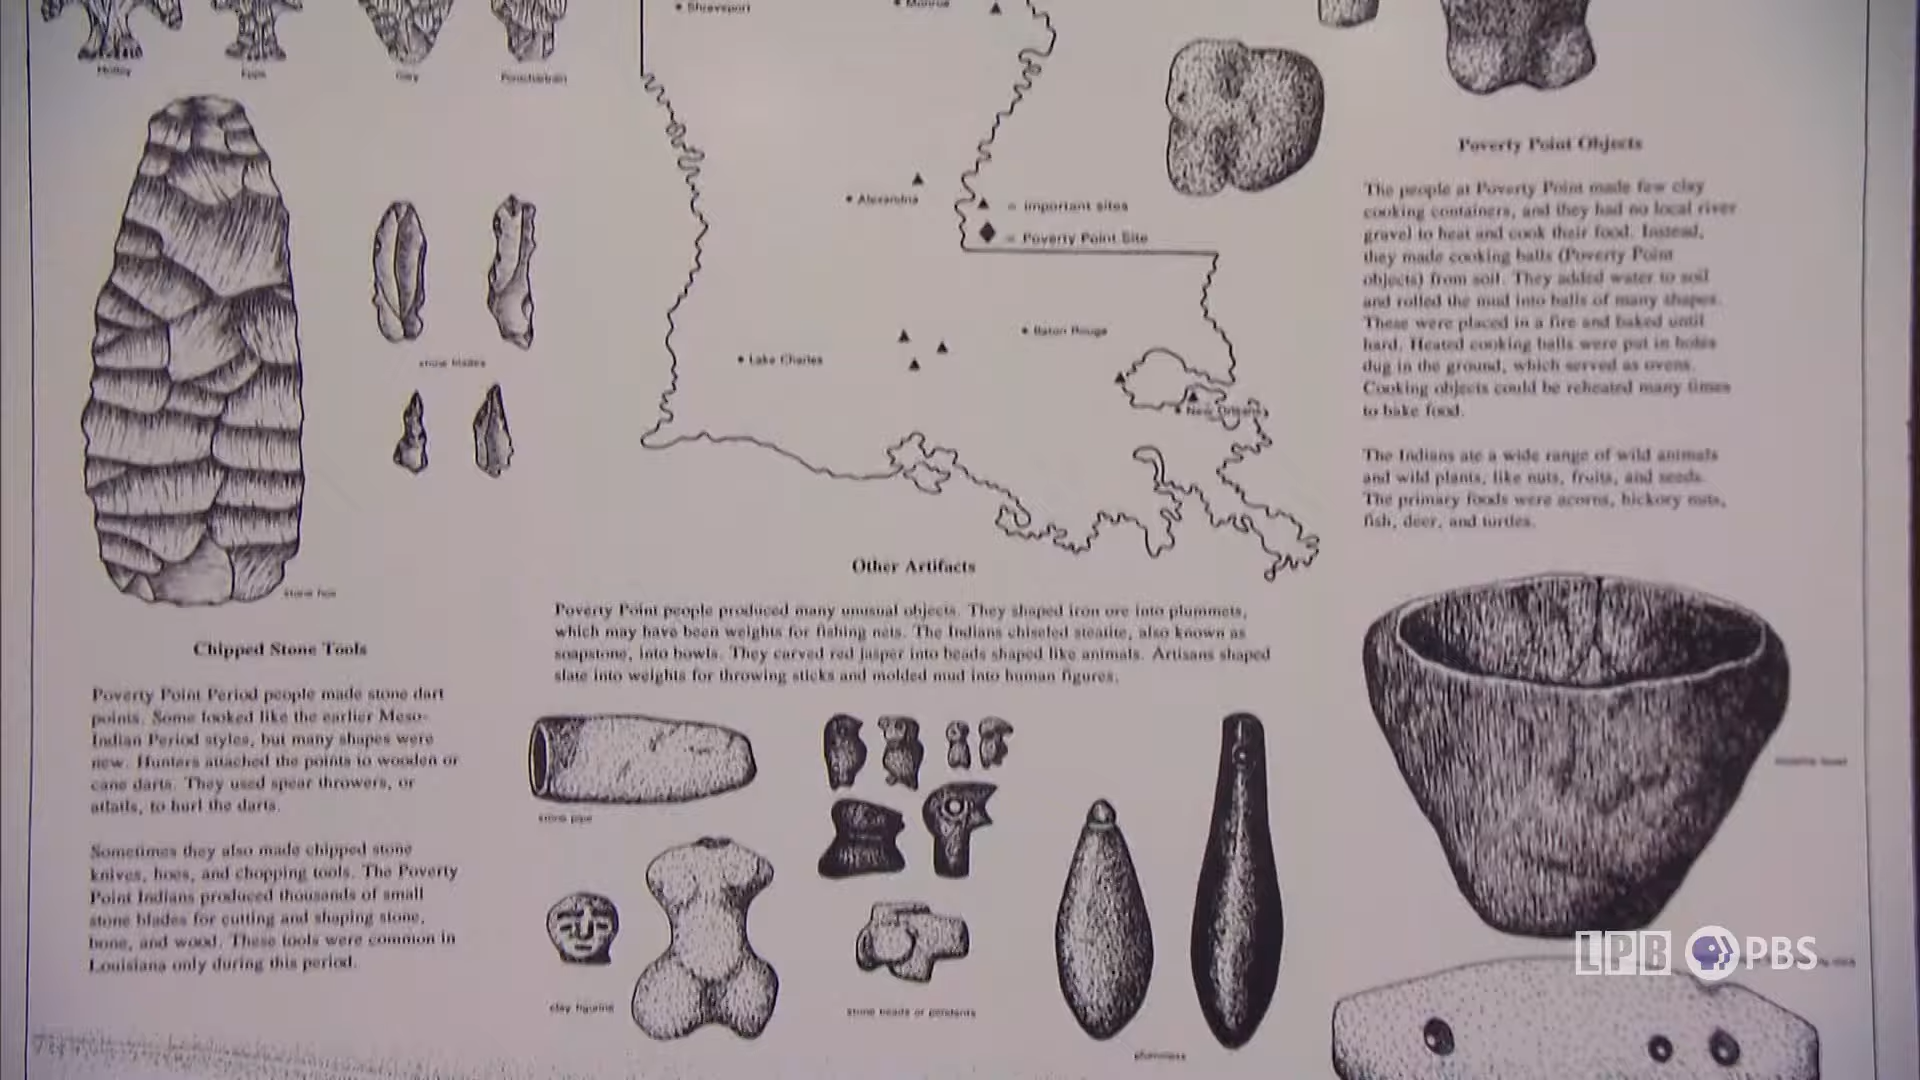 Shreveport
Monroe
Motley
Epps
Gary
Pontchartrain
Alexandria
= Important sites
= Poverty Point Site
Baton Rouge
Lake Charles
New Orleans
stone blades
stone hoe
Chipped Stone Tools
Poverty Point Period people made stone dart
points. Some looked like the earlier Meso-
Indian Period styles, but many shapes were
new. Hunters attached the points to wooden or
cane darts. They used spear throwers, or
atlatls, to hurl the darts.
Sometimes they also made chipped stone
knives, hoes, and chopping tools. The Poverty
Point Indians produced thousands of small
stone blades for cutting and shaping stone,
bone, and wood. These tools were common in
Louisiana only during this period.
Other Artifacts
Poverty Point people produced many unusual objects. They shaped iron ore into plummets,
which may have been weights for fishing nets. The Indians chiseled steatite, also known as
soapstone, into bowls. They carved red jasper into beads shaped like animals. Artisans shaped
slate into weights for throwing sticks and molded mud into human figures.
stone pipe
clay figurine
stone beads or pendants
plummets
Poverty Point Objects
The people at Poverty Point made few clay
cooking containers, and they had no local river
gravel to heat and cook their food. Instead,
they made cooking balls (Poverty Point
objects) from soil. They added water to soil
and rolled the mud into balls of many shapes.
These were placed in a fire and baked until
hard. Heated cooking balls were put in holes
dug in the ground, which served as ovens.
Cooking objects could be reheated many times
to bake food.
The Indians ate a wide range of wild animals
and wild plants, like nuts, fruits, and seeds.
The primary foods were acorns, hickory nuts,
fish, deer, and turtles.
steatite bowl
LPB PBS